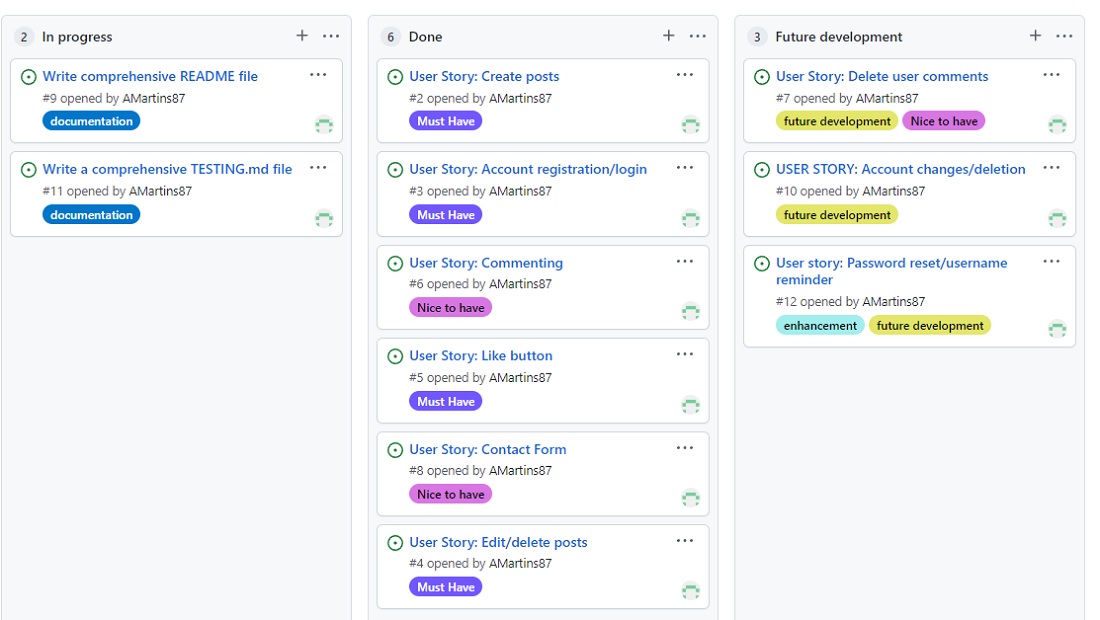 2 In progress
Write comprehensive README file
#9 opened by AMartins87
documentation
Write a comprehensive TESTING.md file
#11 opened by AMartins87
documentation
6 Done
User Story: Create posts
#2 opened by AMartins87
Must Have
User Story: Account registration/login
#3 opened by AMartins87
Must Have
User Story: Commenting
#6 opened by AMartins87
Nice to have
User Story: Like button
#5 opened by AMartins87
Must Have
User Story: Contact Form
#8 opened by AMartins87
Nice to have
User Story: Edit/delete posts
#4 opened by AMartins87
Must Have
3 Future development
User Story: Delete user comments
#7 opened by AMartins87
future development Nice to have
USER STORY: Account changes/deletion
#10 opened by AMartins87
future development
User story: Password reset/username
reminder
#12 opened by AMartins87
enhancement future development